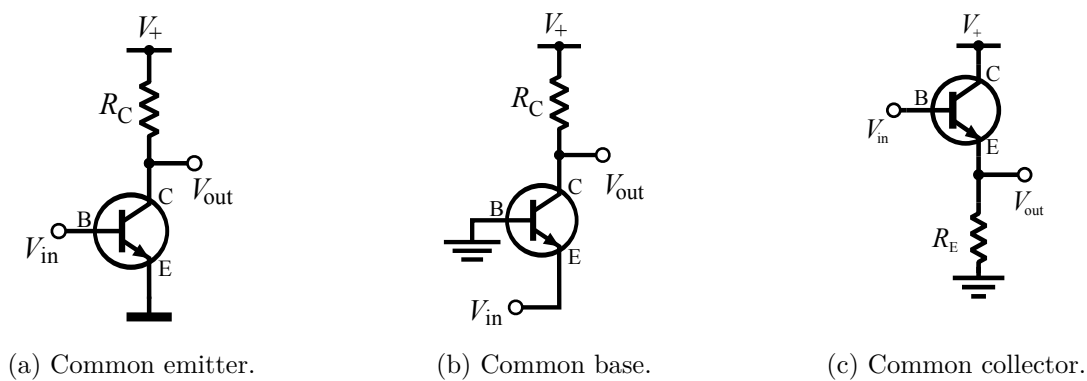 V+
RC
C
Vout
B
Vin
E
(a) Common emitter.
V+
RC
C
Vout
B
E
Vin
(b) Common base.
V+
C
B
Vin
E
Vout
RE
(c) Common collector.